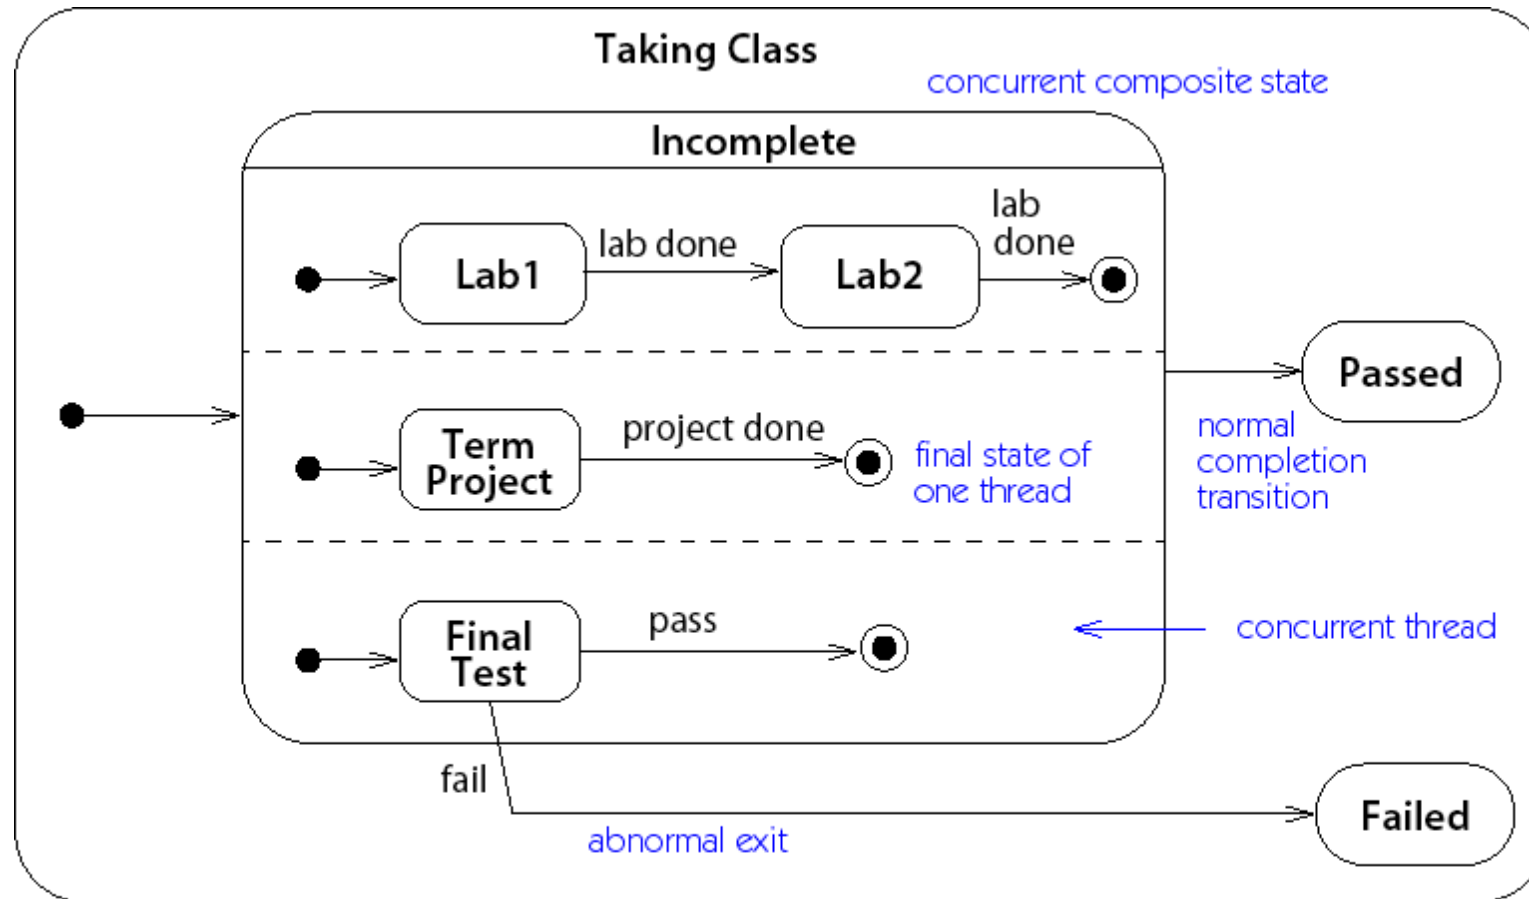 Taking Class
concurrent composite state
Incomplete
lab
done
lab done
Lab1
Lab2
Passed
normal
completion
transition
Term
Project
project done
final state of
one thread
Final
Test
pass
concurrent thread
fail
abnormal exit
Failed